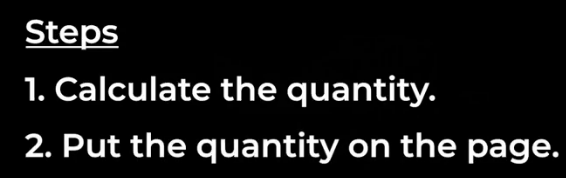 Steps
1. Calculate the quantity.
2. Put the quantity on the page.